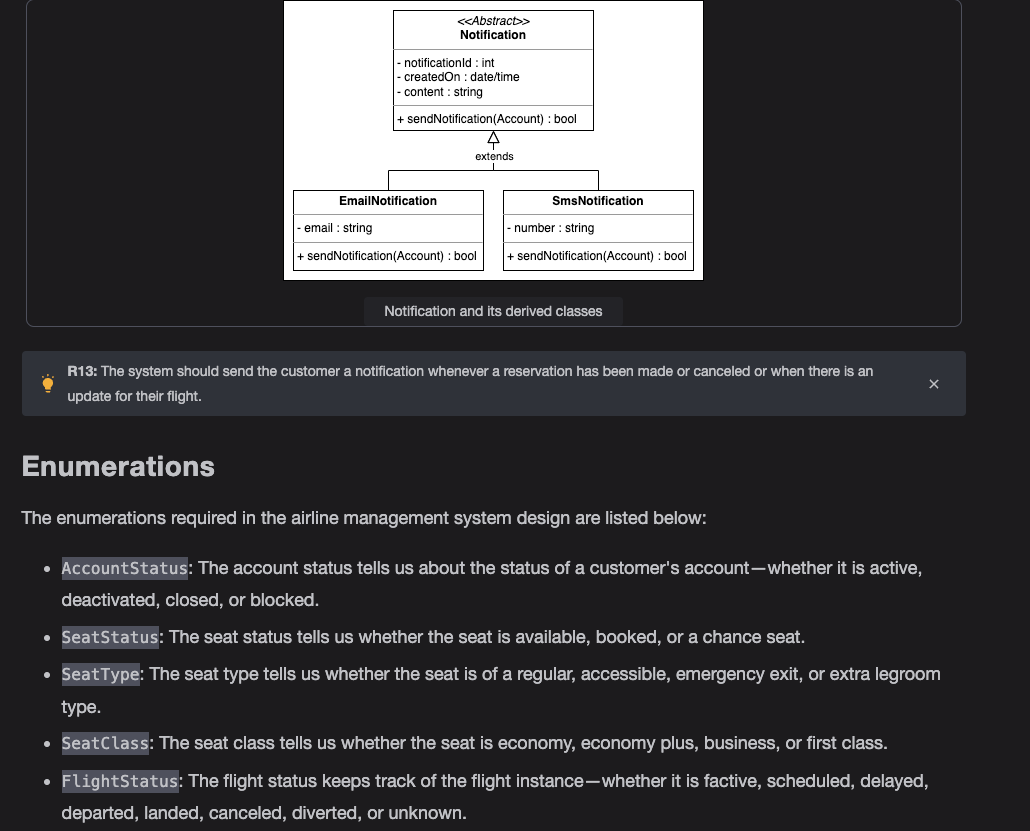 <<Abstract>>
Notification
- notificationId : int
- createdOn : date/time
- content : string
+ sendNotification(Account) : bool
extends
EmailNotification
- email : string
+ sendNotification(Account) : bool
SmsNotification
- number : string
+ sendNotification(Account) : bool
Notification and its derived classes
R13: The system should send the customer a notification whenever a reservation has been made or canceled or when there is an
update for their flight.
Enumerations
The enumerations required in the airline management system design are listed below:
• AccountStatus: The account status tells us about the status of a customer's account—whether it is active,
deactivated, closed, or blocked.
• SeatStatus: The seat status tells us whether the seat is available, booked, or a chance seat.
• SeatType: The seat type tells us whether the seat is of a regular, accessible, emergency exit, or extra legroom
type.
• SeatClass: The seat class tells us whether the seat is economy, economy plus, business, or first class.
• FlightStatus: The flight status keeps track of the flight instance—whether it is factive, scheduled, delayed,
departed, landed, canceled, diverted, or unknown.